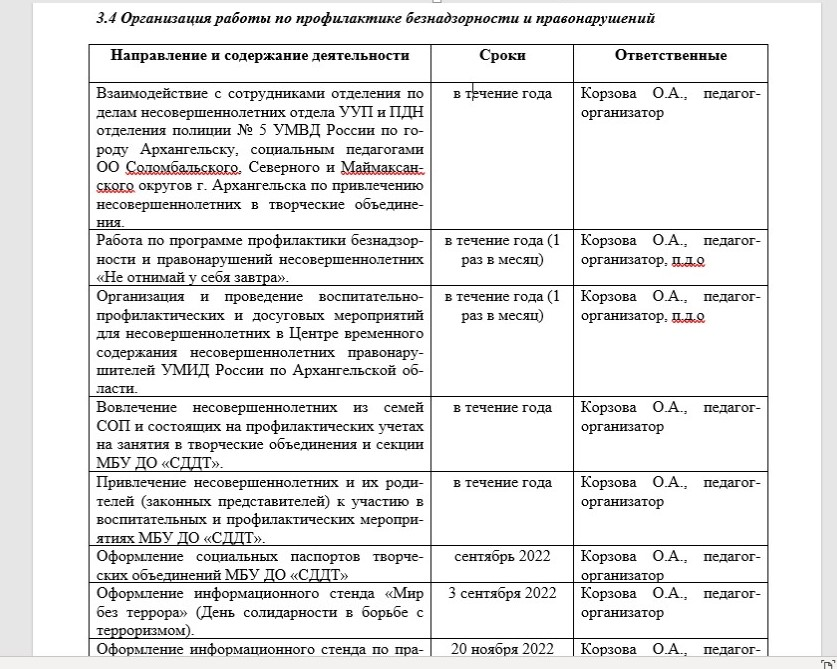 3.4 Организация работы по профилактике безнадзорности и правонарушений
Направление и содержание деятельности
Сроки
Ответственные
Взаимодействие с сотрудниками отделения по
делам несовершеннолетних отдела УУП и ПДН
отделения полиции № 5 УМВД России по го-
роду Архангельску, социальным педагогами
ОО Соломбальского, Северного и Маймаксан-
ского округов г. Архангельска по привлечению
несовершеннолетних в творческие объедине-
ния.
в течение года
Корзова О.А., педагог-
организатор
Работа по программе профилактики безнадзор-
ности и правонарушений несовершеннолетних
«Не отнимай у себя завтра».
в течение года (1
раз в месяц)
Корзова О.А., педагог-
организатор, п.д.о
Организация и проведение воспитательно-
профилактических и досуговых мероприятий
для несовершеннолетних в Центре временного
содержания несовершеннолетних правонару-
шителей УМИД России по Архангельской об-
ласти.
в течение года (1
раз в месяц)
Корзова О.А., педагог-
организатор, п.д.о
Вовлечение несовершеннолетних из семей
СОП и состоящих на профилактических учетах
на занятия в творческие объединения и секции
МБУ ДО «СДДТ».
в течение года
Корзова О.А., педагог-
организатор
Привлечение несовершеннолетних и их роди-
телей (законных представителей) к участию в
воспитательных и профилактических меропри-
ятиях МБУ ДО «СДДТ».
в течение года
Корзова О.А., педагог-
организатор
Оформление социальных паспортов творче-
ских объединений МБУ ДО «СДДТ»
сентябрь 2022
Корзова О.А., педагог-
организатор
Оформление информационного стенда «Мир
без террора» (День солидарности в борьбе с
терроризмом).
3 сентября 2022
Корзова О.А., педагог-
организатор
Оформление информационного стенда по пра-
20 ноября 2022
Корзова О.А., педагог-